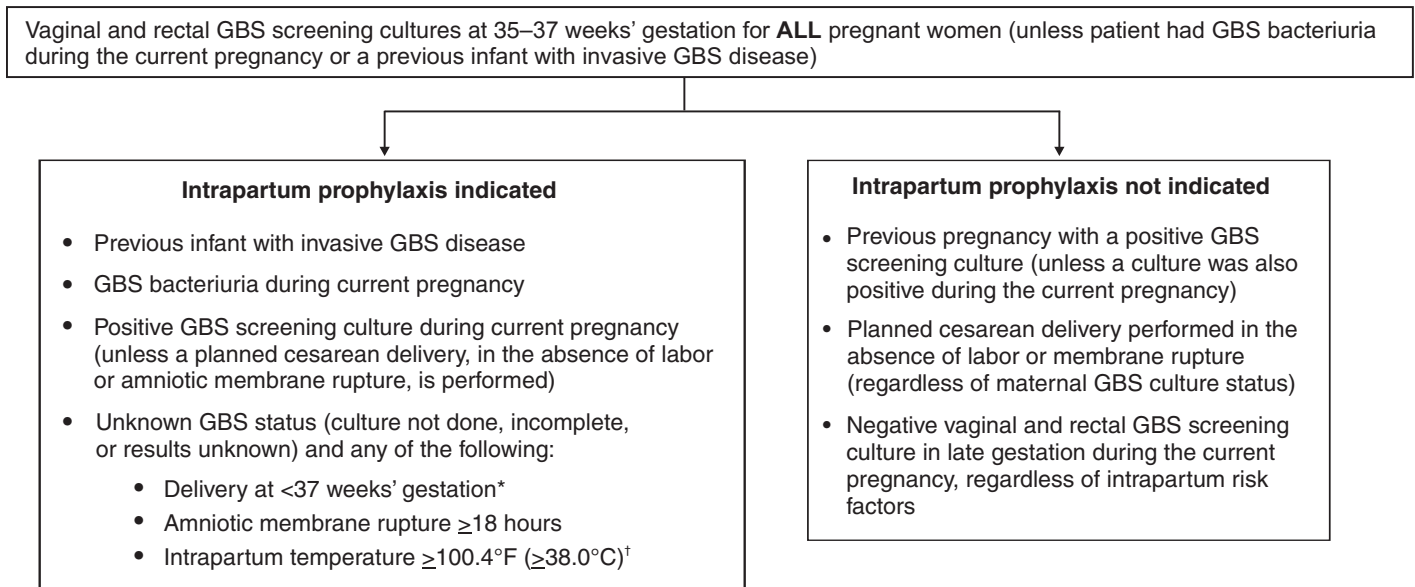 Vaginal and rectal GBS screening cultures at 35–37 weeks’ gestation for ALL pregnant women (unless patient had GBS bacteriuria
during the current pregnancy or a previous infant with invasive GBS disease)
Intrapartum prophylaxis indicated
• Previous infant with invasive GBS disease
• GBS bacteriuria during current pregnancy
• Positive GBS screening culture during current pregnancy
(unless a planned cesarean delivery, in the absence of labor
or amniotic membrane rupture, is performed)
• Unknown GBS status (culture not done, incomplete,
or results unknown) and any of the following:
• Delivery at <37 weeks’ gestation*
• Amniotic membrane rupture ≥18 hours
• Intrapartum temperature ≥100.4°F (≥38.0°C)†
Intrapartum prophylaxis not indicated
• Previous pregnancy with a positive GBS
screening culture (unless a culture was also
positive during the current pregnancy)
• Planned cesarean delivery performed in the
absence of labor or membrane rupture
(regardless of maternal GBS culture status)
• Negative vaginal and rectal GBS screening
culture in late gestation during the current
pregnancy, regardless of intrapartum risk
factors